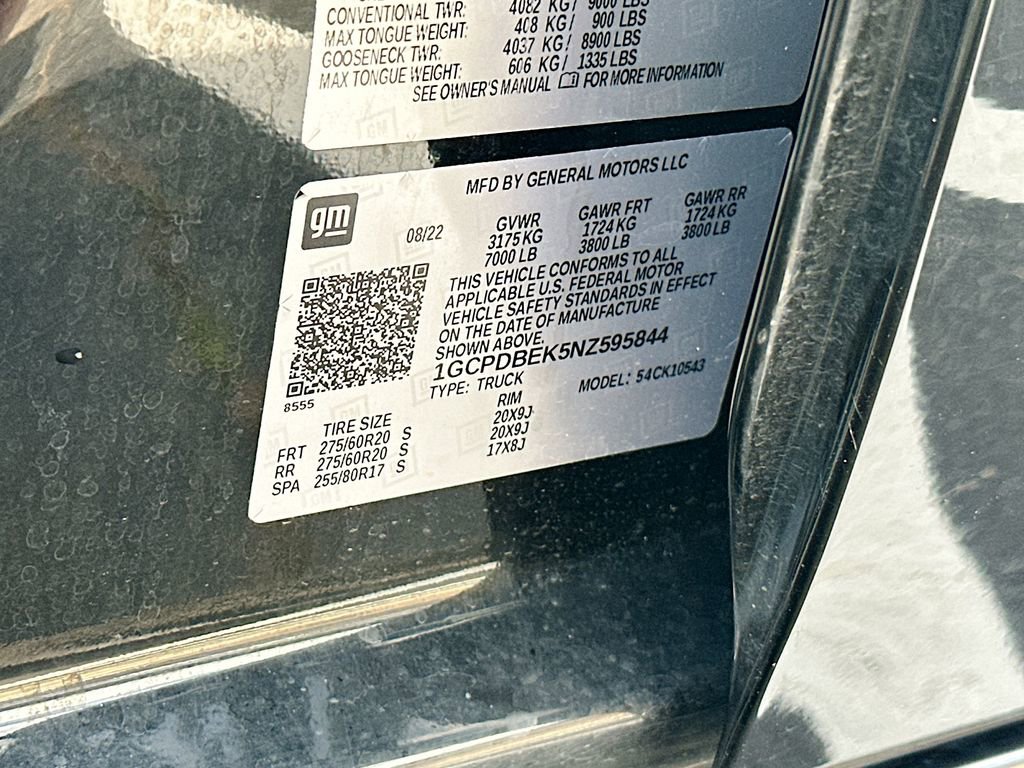 CONVENTIONAL TWR: 4082 KG/ 9000 LBS
MAX TONGUE WEIGHT: 408 KG/ 900 LBS
GOOSENECK TWR: 4037 KG/ 8900 LBS
MAX TONGUE WEIGHT: 606 KG/ 1335 LBS
SEE OWNER'S MANUAL FOR MORE INFORMATION
MFD BY GENERAL MOTORS LLC
gm
08/22
GVWR GAWR FRT GAWR RR
3175 KG 1724 KG 1724 KG
7000 LB 3800 LB 3800 LB
THIS VEHICLE CONFORMS TO ALL
APPLICABLE U.S. FEDERAL MOTOR
VEHICLE SAFETY STANDARDS IN EFFECT
ON THE DATE OF MANUFACTURE
SHOWN ABOVE.
1GCPDBEK5NZ595844
TYPE: TRUCK MODEL: 54CK10543
8555
TIRE SIZE RIM
FRT 275/60R20 S 20X9J
RR 275/60R20 S 20X9J
SPA 255/80R17 S 17X8J